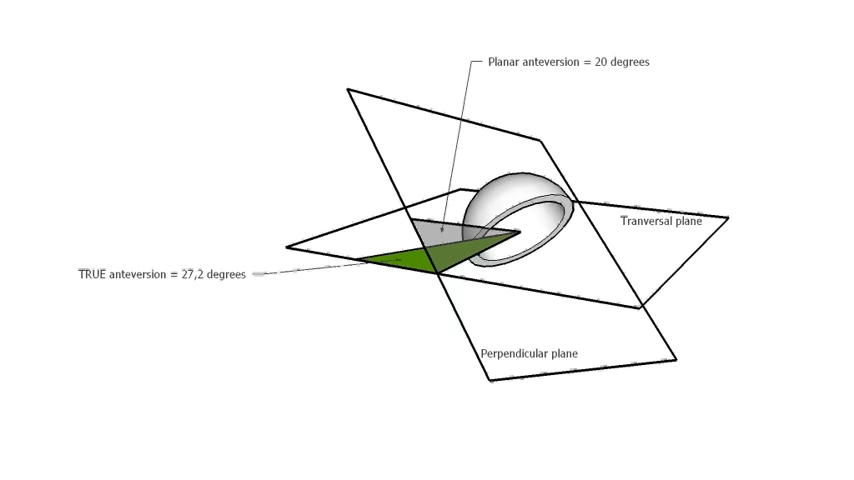 Planar anteversion = 20 degrees
Tranversal plane
TRUE anteversion = 27,2 degrees
Perpendicular plane